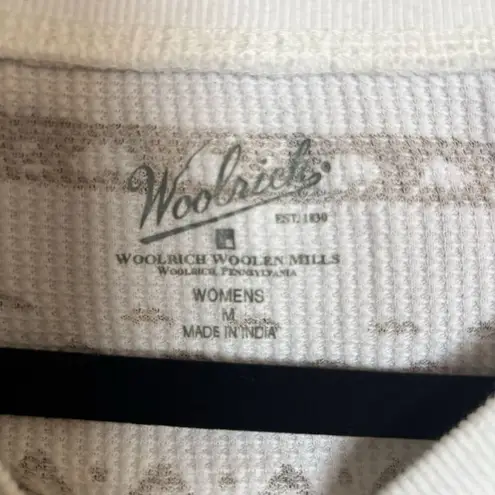 Woolrich
EST. 1830
WOOLRICH WOOLEN MILLS
WOOLRICH, PENNSYLVANIA
WOMENS
M
MADE IN INDIA